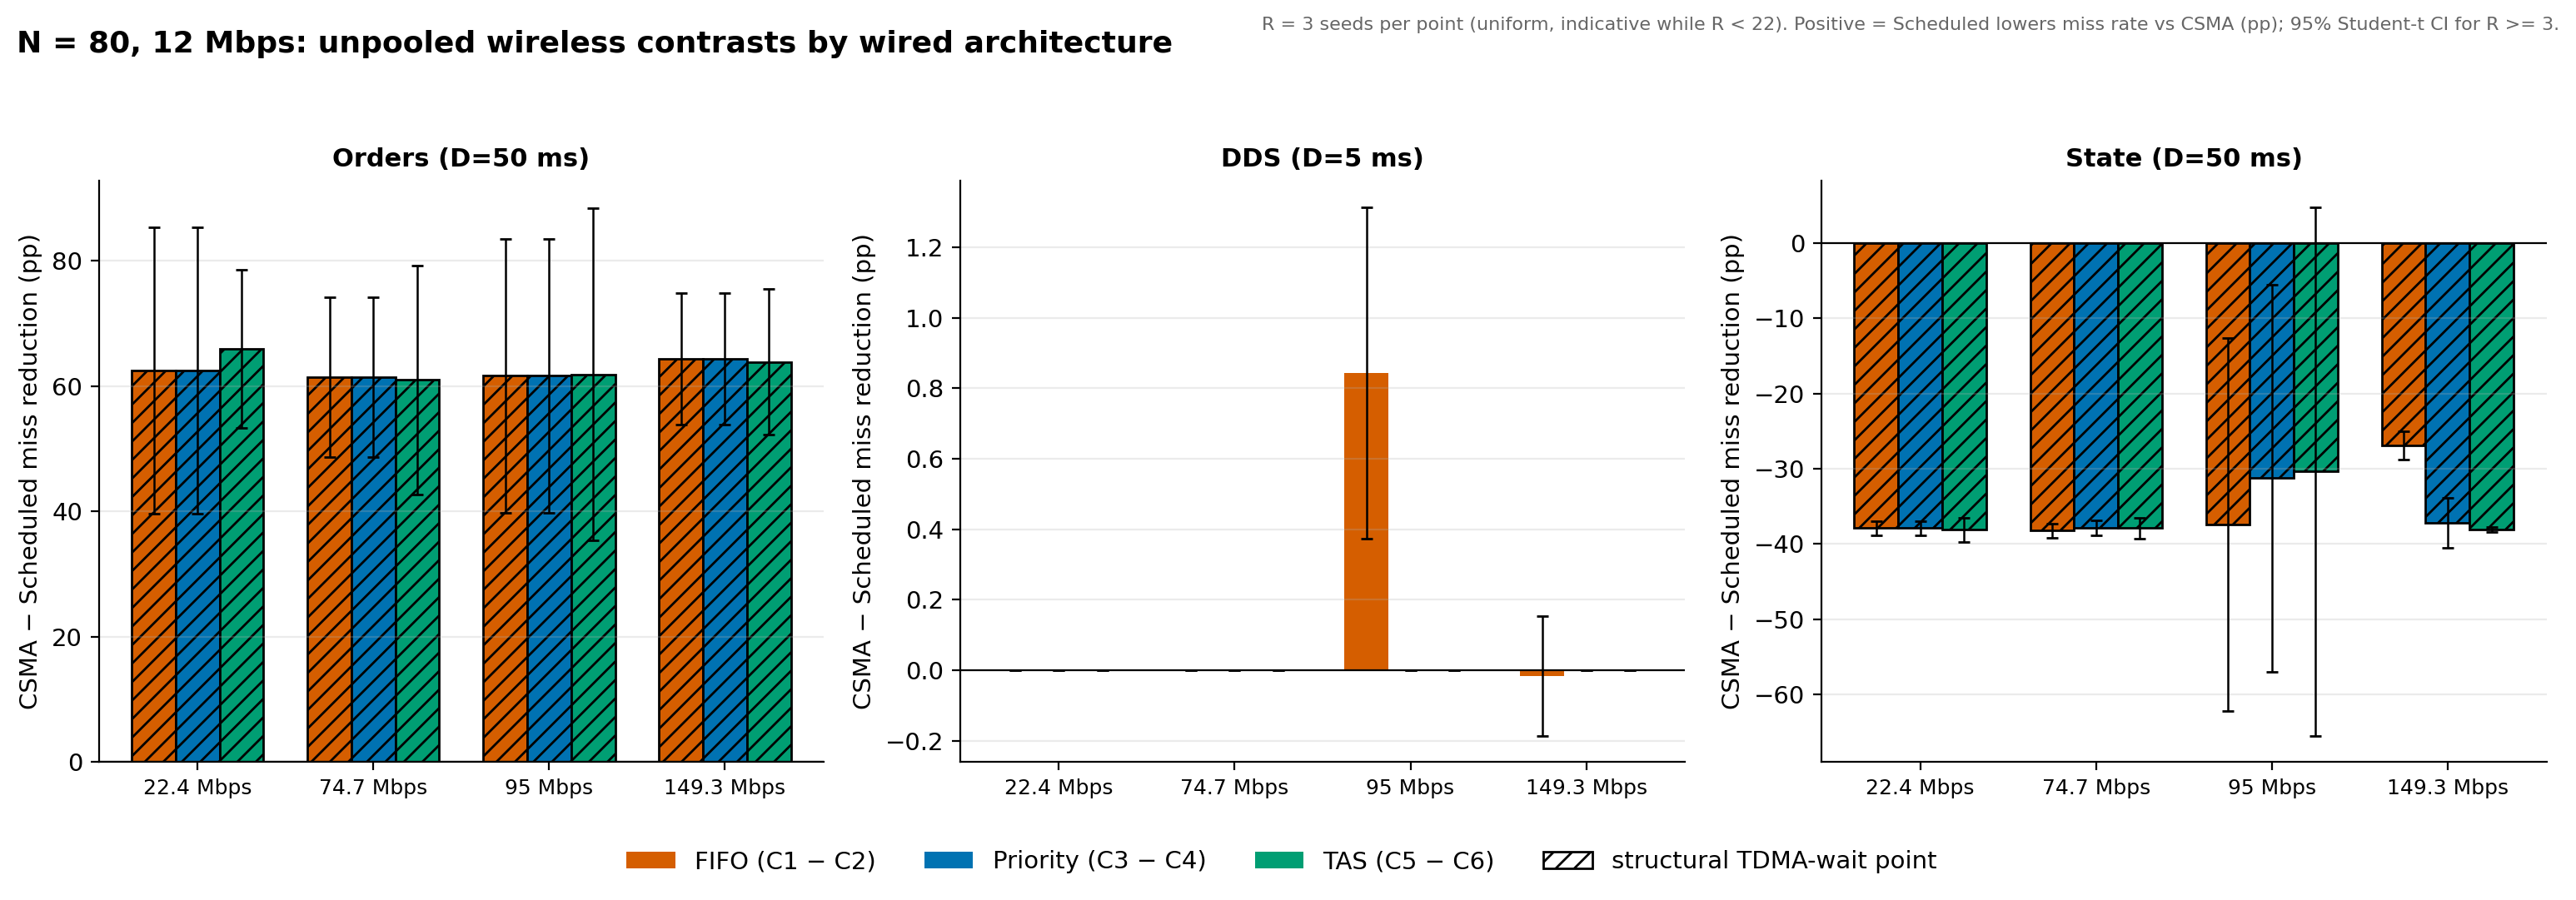 N = 80, 12 Mbps: unpooled wireless contrasts by wired architecture
R = 3 seeds per point (uniform, indicative while R < 22). Positive = Scheduled lowers miss rate vs CSMA (pp); 95% Student-t CI for R >= 3.
Orders (D=50 ms)
CSMA − Scheduled miss reduction (pp)
80
60
40
20
0
22.4 Mbps
74.7 Mbps
95 Mbps
149.3 Mbps
DDS (D=5 ms)
CSMA − Scheduled miss reduction (pp)
1.2
1.0
0.8
0.6
0.4
0.2
0.0
−0.2
22.4 Mbps
74.7 Mbps
95 Mbps
149.3 Mbps
State (D=50 ms)
CSMA − Scheduled miss reduction (pp)
0
−10
−20
−30
−40
−50
−60
22.4 Mbps
74.7 Mbps
95 Mbps
149.3 Mbps
FIFO (C1 − C2)
Priority (C3 − C4)
TAS (C5 − C6)
structural TDMA-wait point